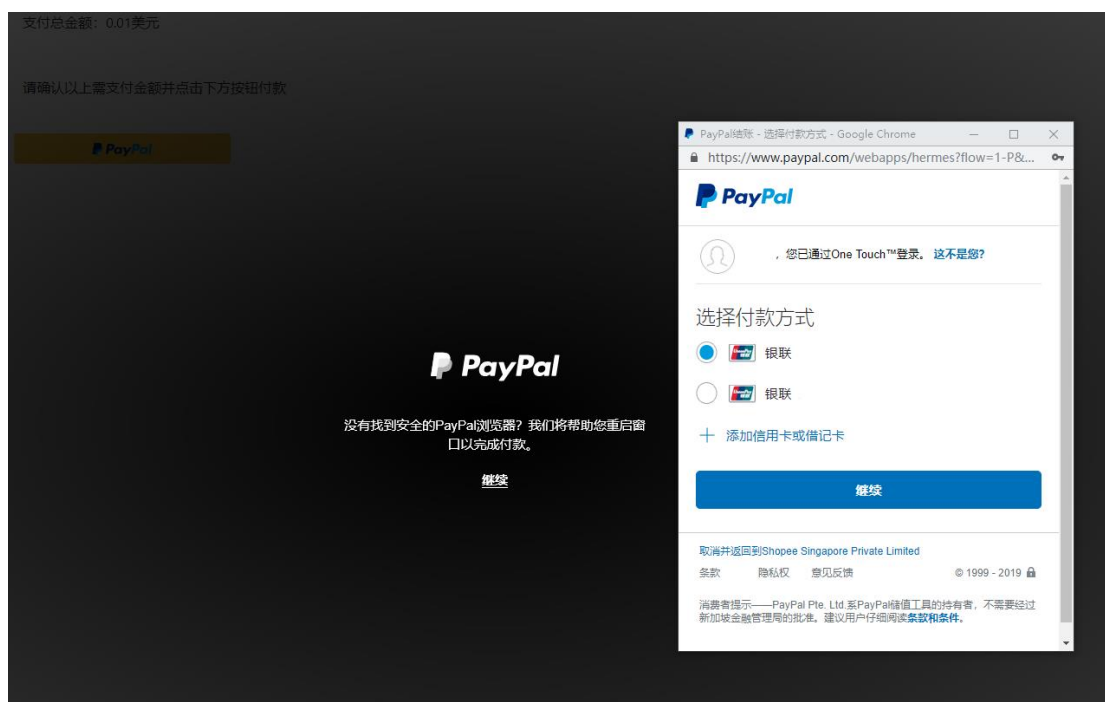 支付总金额：0.01美元
请确认以上需支付金额并点击下方按钮付款
PayPal
PayPal
没有找到安全的PayPal浏览器？我们将帮助您重启窗
口以完成付款。
继续
PayPal结账 - 选择付款方式 - Google Chrome
https://www.paypal.com/webapps/hermes?flow=1-P&...
PayPal
，您已通过One Touch™登录。 这不是您?
选择付款方式
银联
银联
添加信用卡或借记卡
继续
取消并返回到Shopee Singapore Private Limited
条款 隐私权 意见反馈 © 1999 - 2019
消费者提示——PayPal Pte. Ltd.系PayPal储值工具的持有者，不需要经过
新加坡金融管理局的批准。建议用户仔细阅读条款和条件。